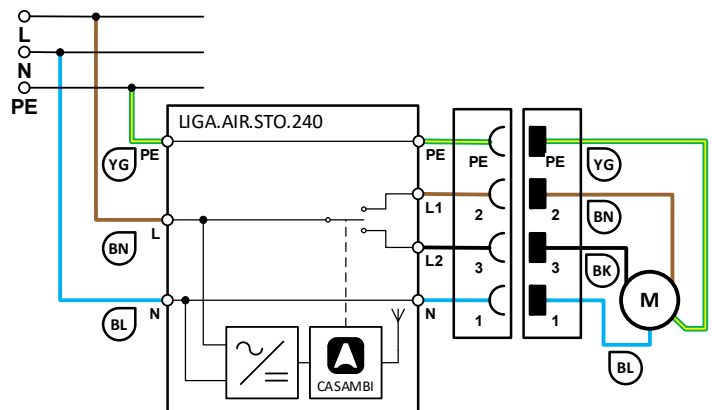 L
N
PE
LIGA.AIR.STO.240
YG
PE
PE
PE
PE
YG
BN
L
L1
2
2
BN
L2
3
3
BK
BL
N
N
1
1
M
BL
CASAMBI